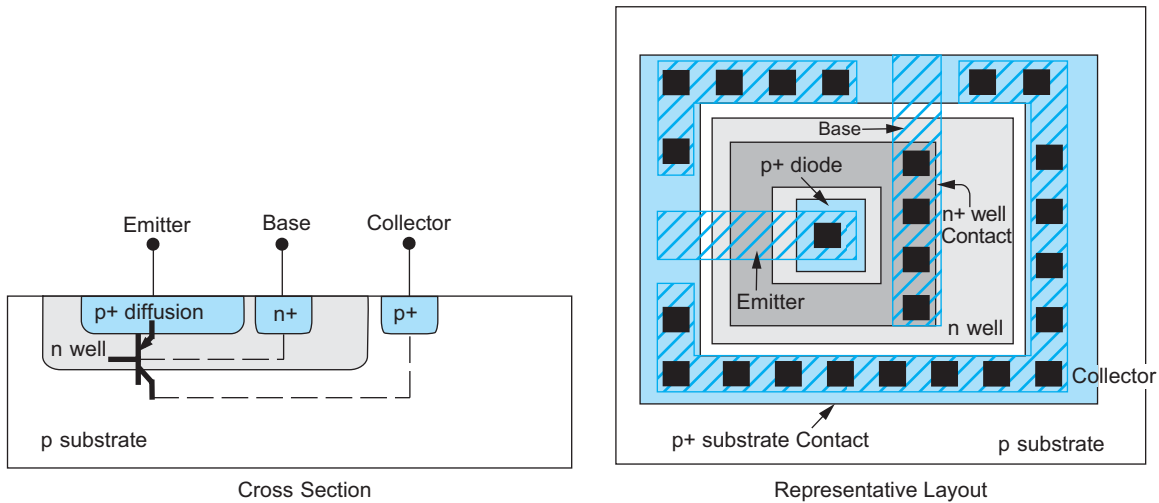 Emitter
Base
Collector
p+ diffusion
n+
p+
n well
p substrate
Cross Section
Base
p+ diode
n+ well
Contact
Emitter
n well
Collector
p+ substrate Contact
p substrate
Representative Layout